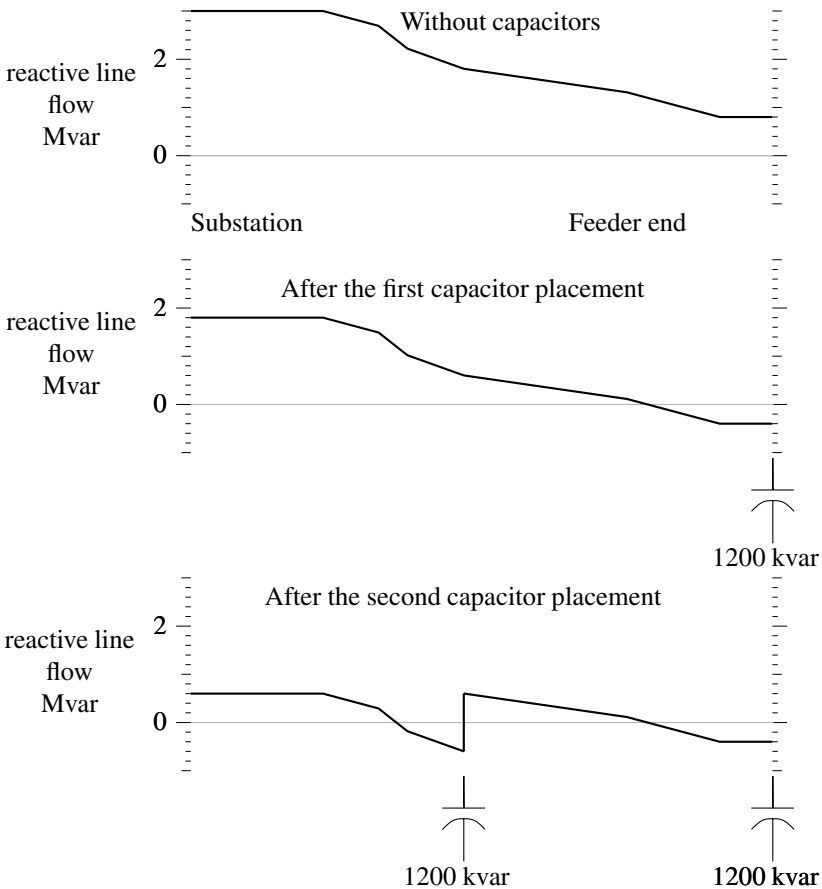 Without capacitors
2
reactive line
flow
Mvar
0
Substation
Feeder end
After the first capacitor placement
2
reactive line
flow
Mvar
0
1200 kvar
After the second capacitor placement
2
reactive line
flow
Mvar
0
1200 kvar
1200 kvar